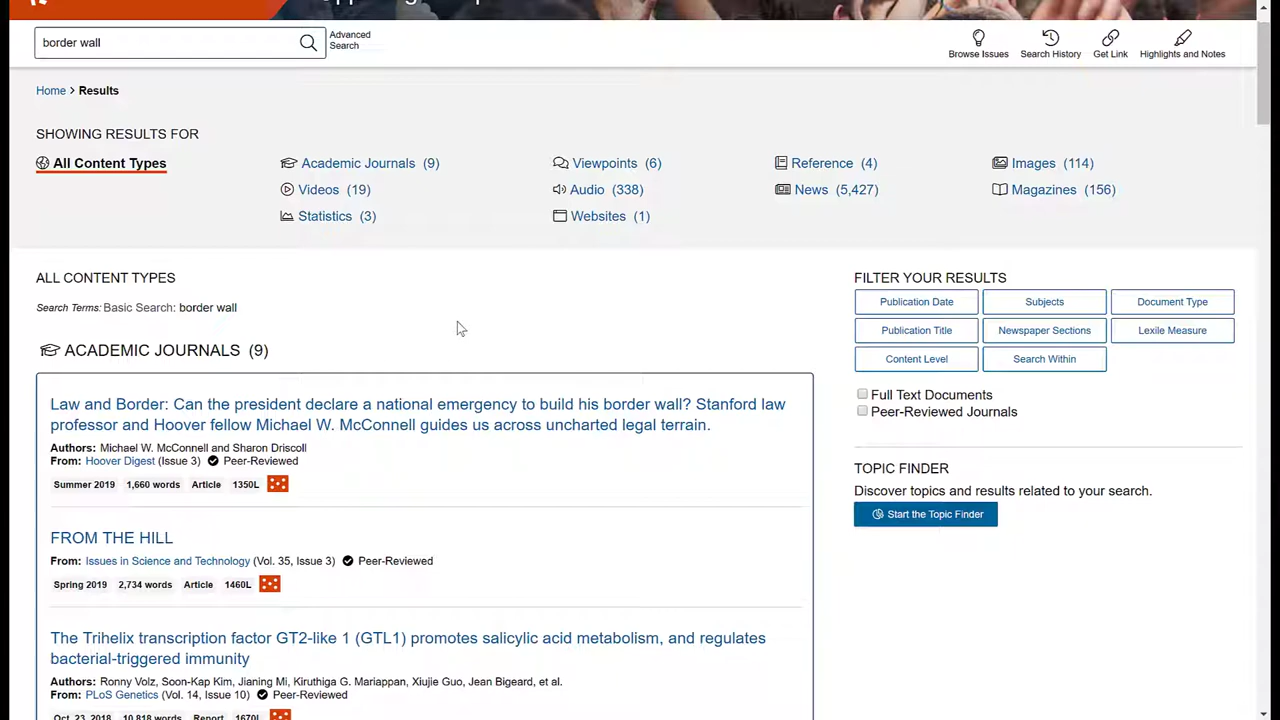 border wall
Advanced
Search
Browse Issues
Search History
Get Link
Highlights and Notes
Home > Results
SHOWING RESULTS FOR
All Content Types
Academic Journals (9)
Viewpoints (6)
Reference (4)
Images (114)
Videos (19)
Audio (338)
News (5,427)
Magazines (156)
Statistics (3)
Websites (1)
ALL CONTENT TYPES
Search Terms: Basic Search: border wall
ACADEMIC JOURNALS (9)
Law and Border: Can the president declare a national emergency to build his border wall? Stanford law
professor and Hoover fellow Michael W. McConnell guides us across uncharted legal terrain.
Authors: Michael W. McConnell and Sharon Driscoll
From: Hoover Digest (Issue 3) Peer-Reviewed
Summer 2019 1,660 words Article 1350L
FROM THE HILL
From: Issues in Science and Technology (Vol. 35, Issue 3) Peer-Reviewed
Spring 2019 2,734 words Article 1460L
The Trihelix transcription factor GT2-like 1 (GTL1) promotes salicylic acid metabolism, and regulates
bacterial-triggered immunity
Authors: Ronny Volz, Soon-Kap Kim, Jianing Mi, Kiruthiga G. Mariappan, Xiujie Guo, Jean Bigeard, et al.
From: PLoS Genetics (Vol. 14, Issue 10) Peer-Reviewed
Oct. 23, 2018 10,818 words Report 1670L
FILTER YOUR RESULTS
Publication Date
Subjects
Document Type
Publication Title
Newspaper Sections
Lexile Measure
Content Level
Search Within
Full Text Documents
Peer-Reviewed Journals
TOPIC FINDER
Discover topics and results related to your search.
Start the Topic Finder